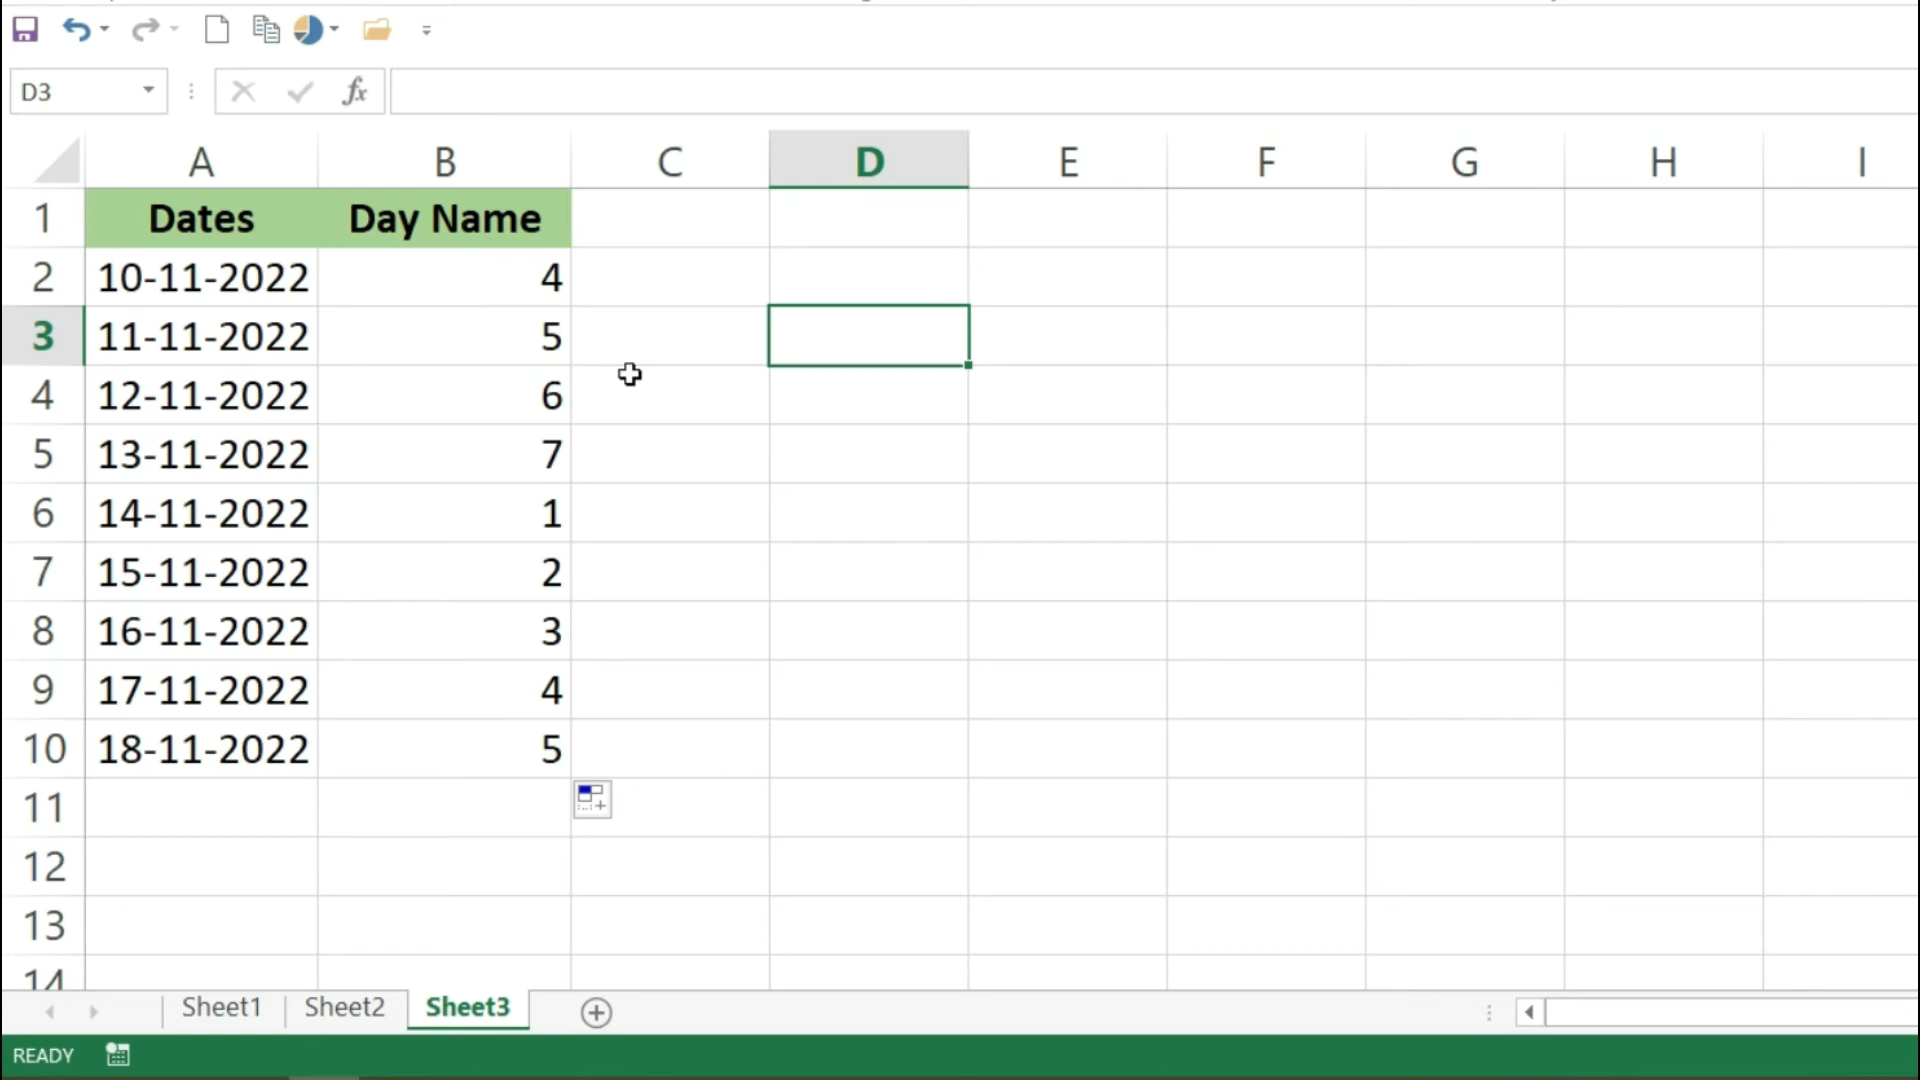 D3 fx
A B C D E F G H I
1 Dates Day Name
2 10-11-2022 4
3 11-11-2022 5
4 12-11-2022 6
5 13-11-2022 7
6 14-11-2022 1
7 15-11-2022 2
8 16-11-2022 3
9 17-11-2022 4
10 18-11-2022 5
11
12
13
14
Sheet1 Sheet2 Sheet3
READY